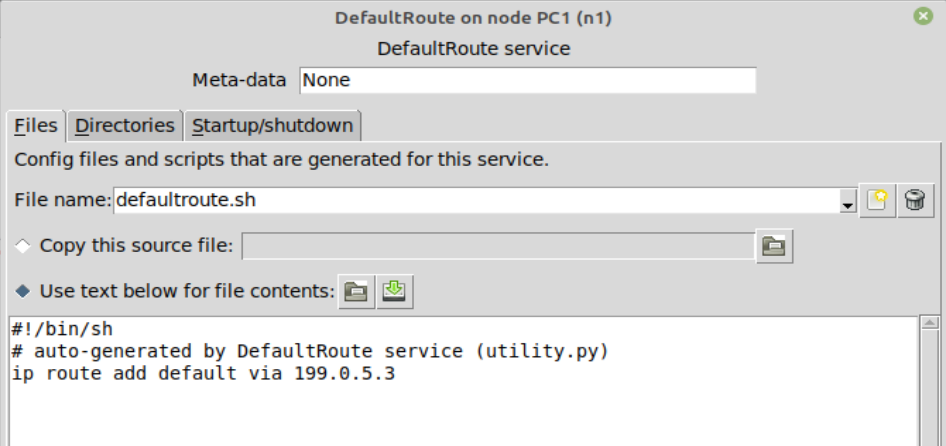 DefaultRoute on node PC1 (n1)
DefaultRoute service
Meta-data None
Files Directories Startup/shutdown
Config files and scripts that are generated for this service.
File name: defaultroute.sh
Copy this source file:
Use text below for file contents:
#!/bin/sh
# auto-generated by DefaultRoute service (utility.py)
ip route add default via 199.0.5.3